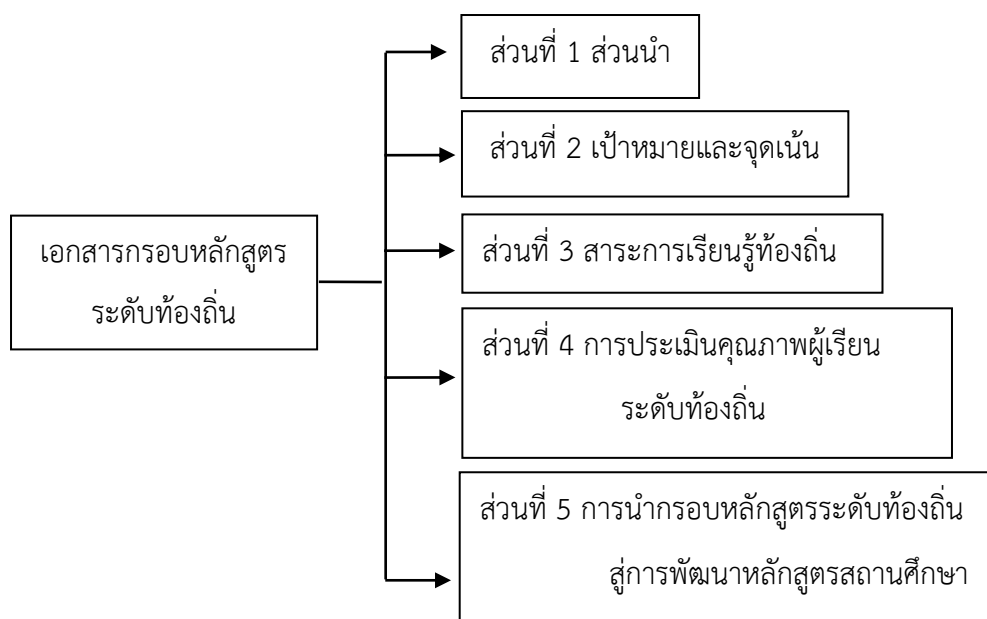 เอกสารกรอบหลักสูตร
ระดับท้องถิ่น
ส่วนที่ 1 ส่วนนำ
ส่วนที่ 2 เป้าหมายและจุดเน้น
ส่วนที่ 3 สาระการเรียนรู้ท้องถิ่น
ส่วนที่ 4 การประเมินคุณภาพผู้เรียน
ระดับท้องถิ่น
ส่วนที่ 5 การนำกรอบหลักสูตรระดับท้องถิ่น
สู่การพัฒนาหลักสูตรสถานศึกษา